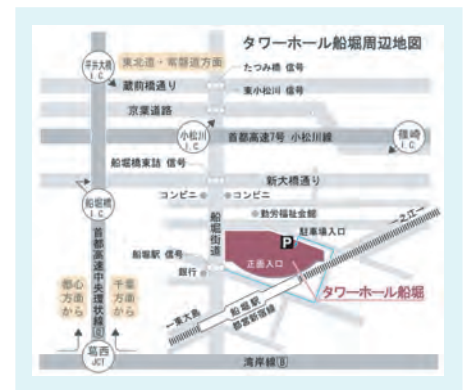 タワーホール船堀周辺地図
平井大橋
I.C
東北道・常磐道方面
たつみ橋 信号
蔵前橋通り
東小松川 信号
京葉道路
小松川
I.C
首都高速7号 小松川線
篠崎
I.C
船堀橋東詰 信号
新大橋通り
コンビニ
コンビニ
船堀橋
I.C
船堀街道
勤労福祉会館
駐車場入口
一之江→
P
船堀駅 信号
正面入口
銀行
首都高速中央環状線
都心方面から
千葉方面から
タワーホール船堀
船堀駅
都営新宿線
←東大島
葛西
JCT
湾岸線Ⓑ